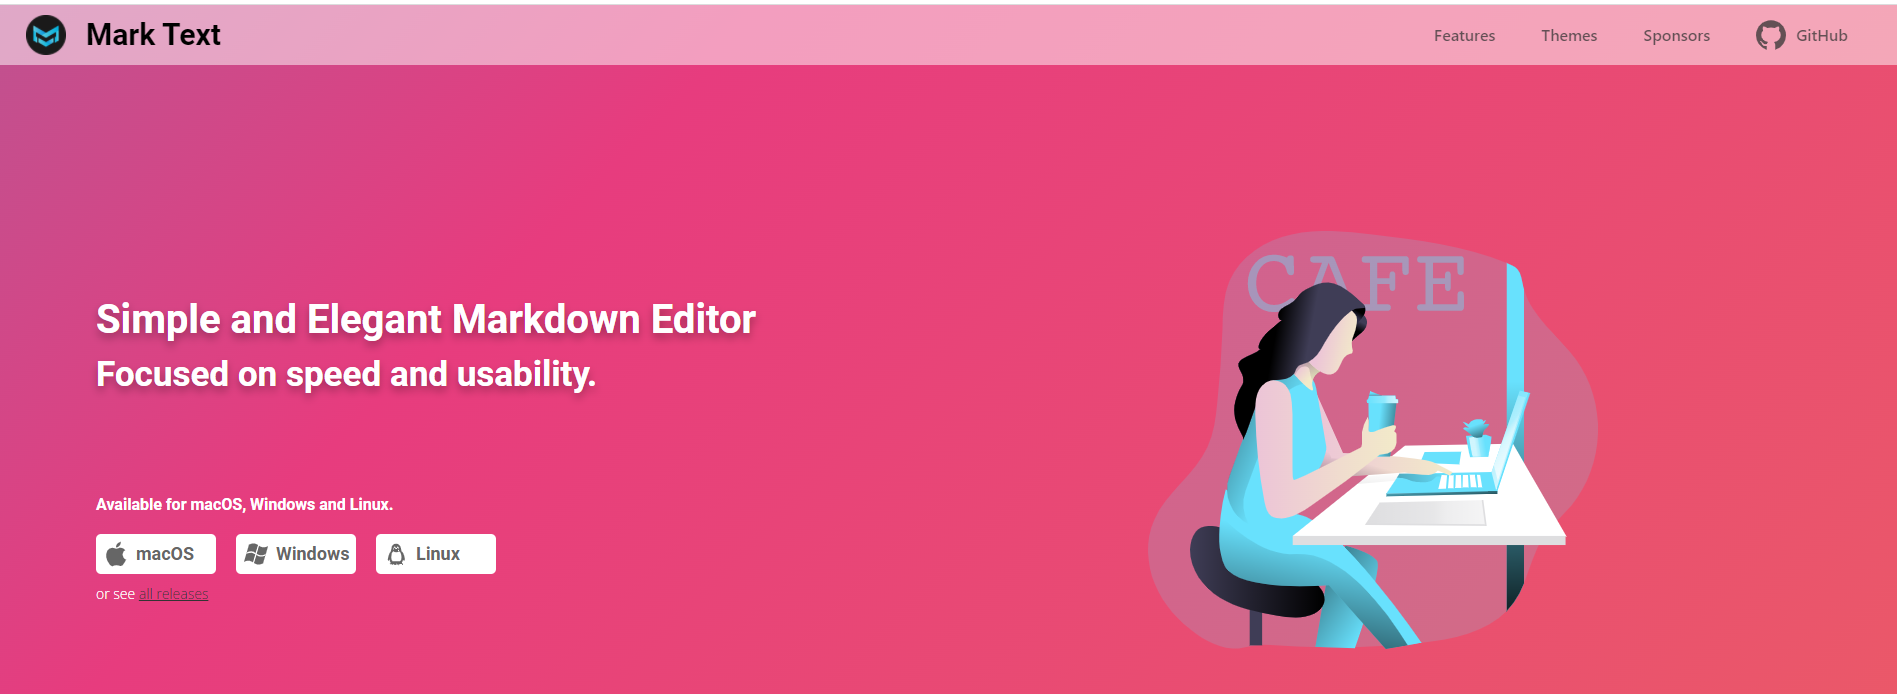 Mark Text
Features
Themes
Sponsors
GitHub
CAFE
Simple and Elegant Markdown Editor
Focused on speed and usability.
Available for macOS, Windows and Linux.
macOS
Windows
Linux
or see all releases